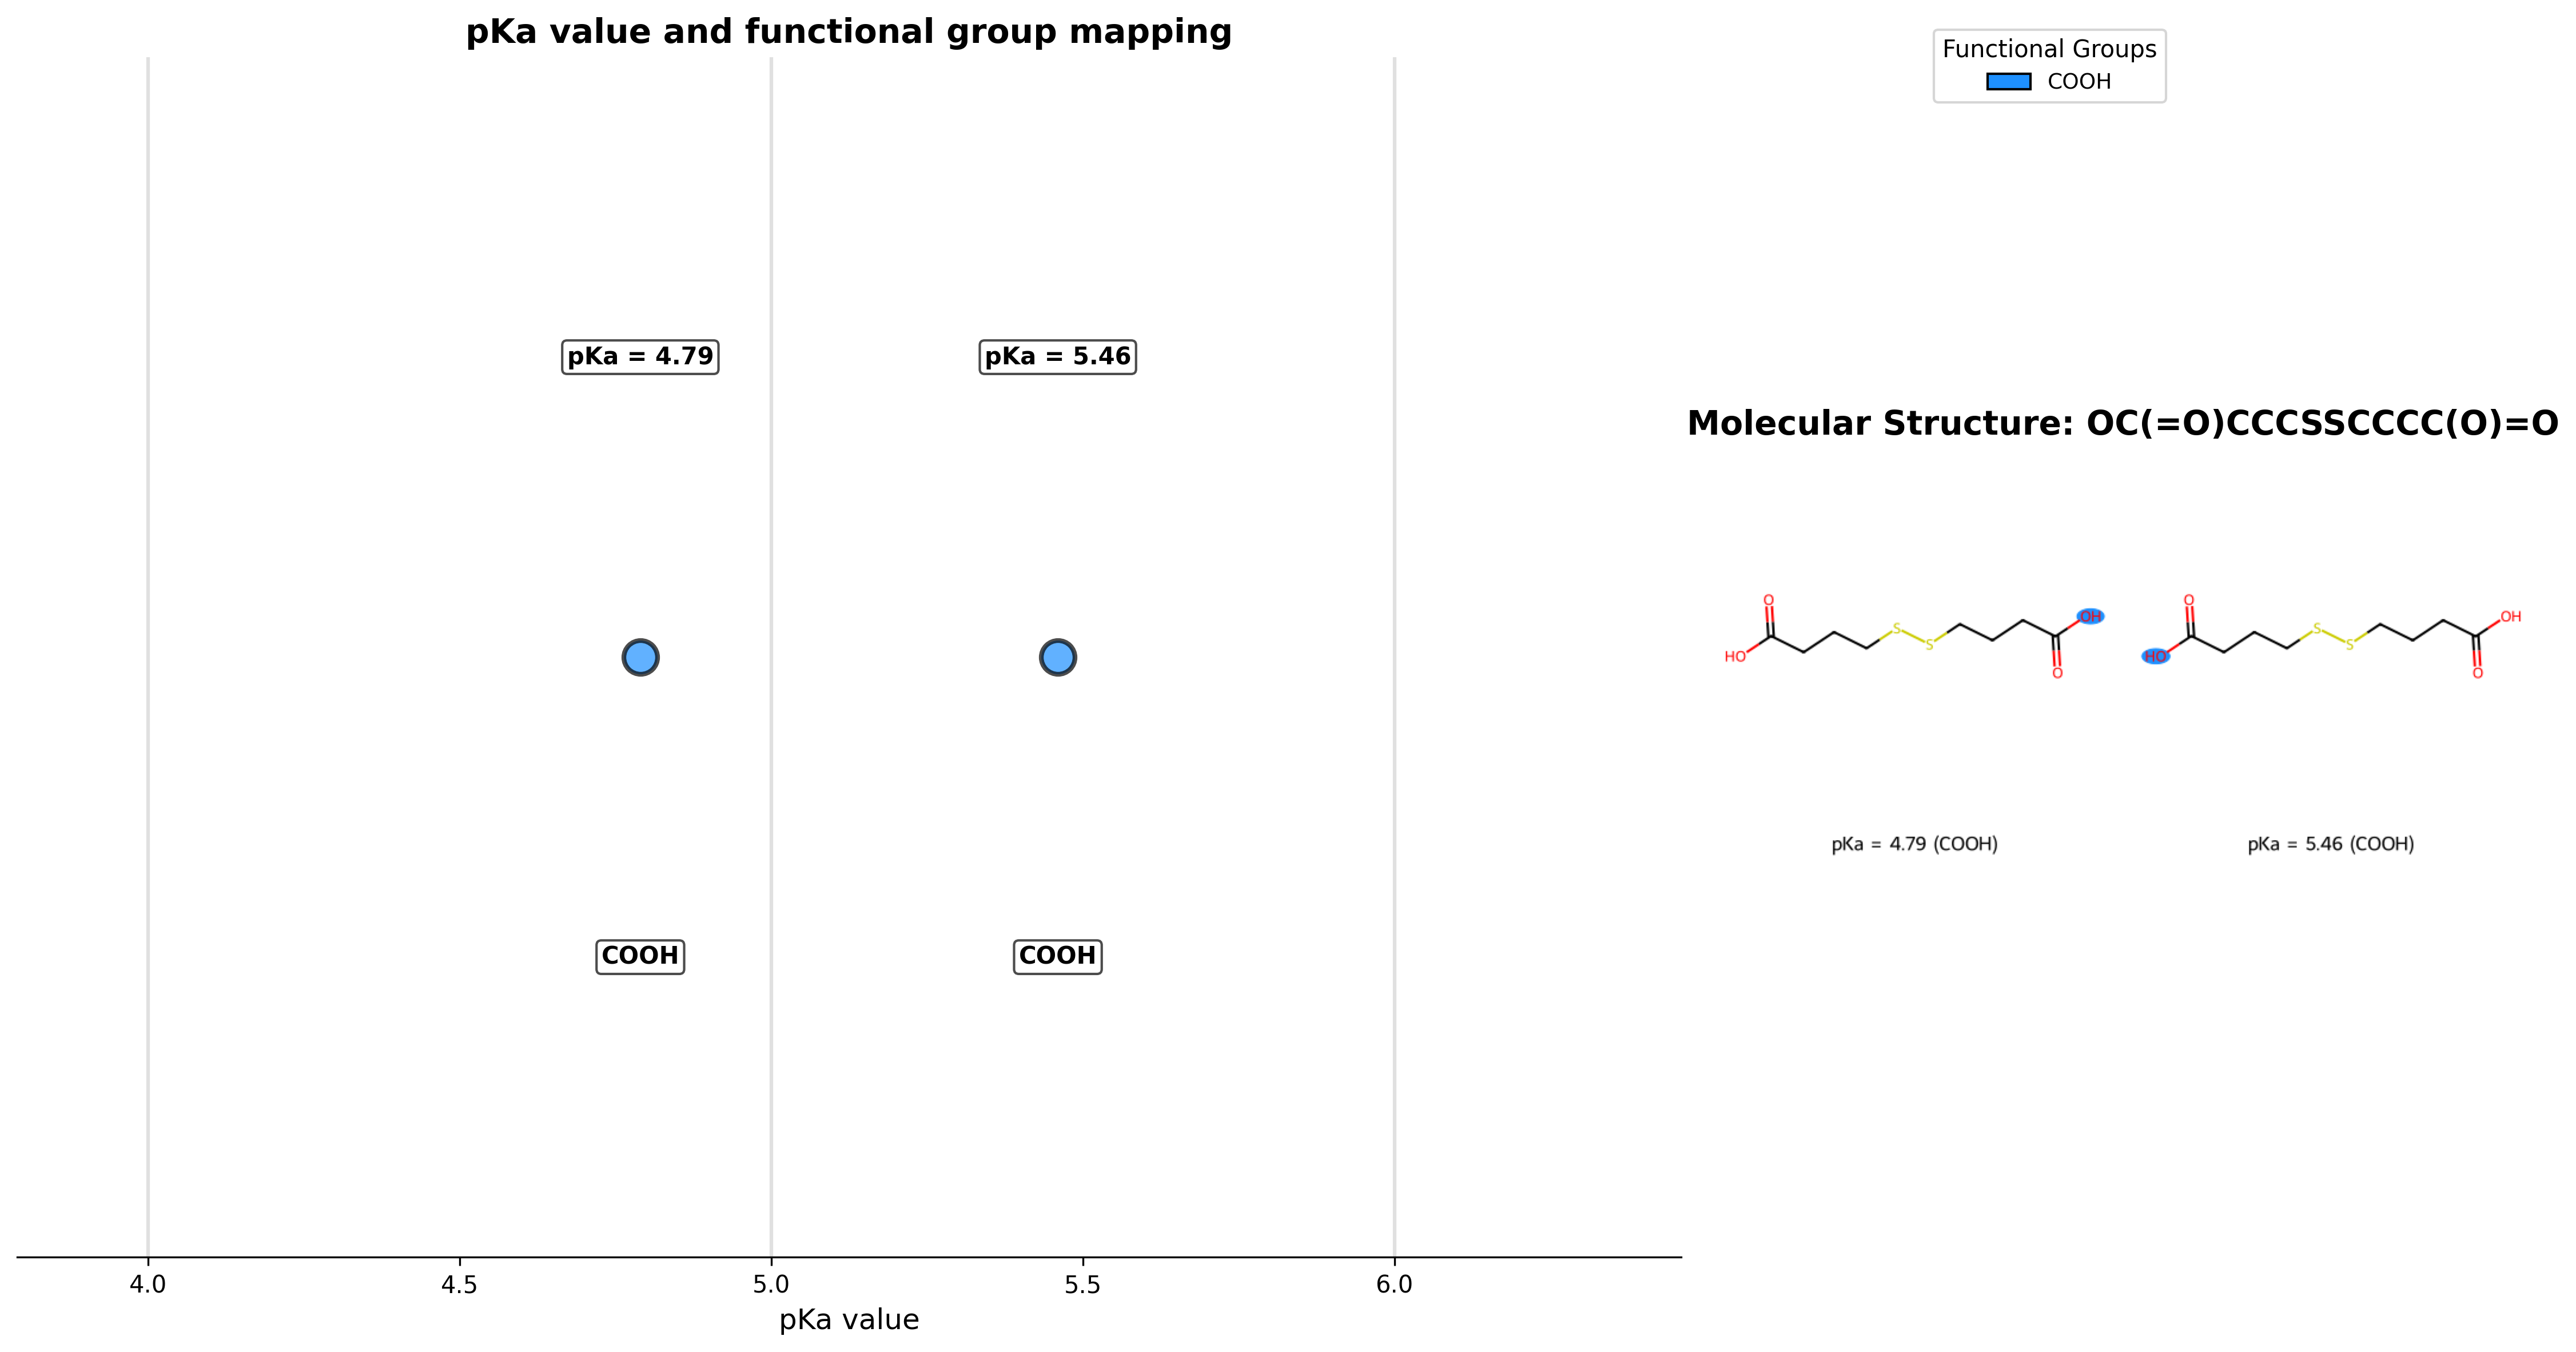 pKa value and functional group mapping
Functional Groups
COOH
pKa = 4.79
pKa = 5.46
Molecular Structure: OC(=O)CCCSSCCCC(O)=O
O
OH
HO
S
S
O
O
OH
HO
S
S
O
pKa = 4.79 (COOH)
pKa = 5.46 (COOH)
COOH
COOH
4.0
4.5
5.0
5.5
6.0
pKa value